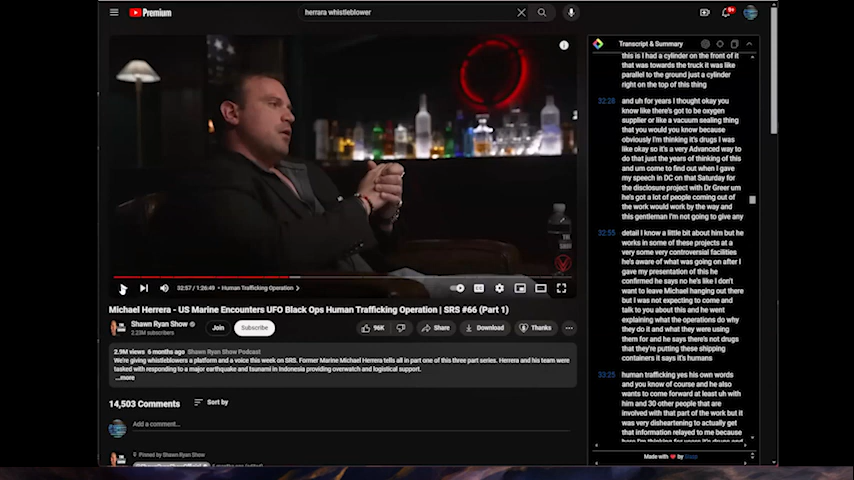 Premium
herrara whistleblower
9+
Transcript & Summary
this is I had a cylinder on the front of it
that was towards the truck it was like
parallel to the ground just a cylinder
right on the top of this thing
32:28
and uh for years I thought okay you
know like there's got to be oxygen
supplier or like a vacuum sealing thing
that you would you know because
obviously I'm thinking it's drugs I was
like okay so it's a very Advanced way to
do that just the years of thinking of this
and um come to find out when I gave
my speech in DC on that Saturday for
the disclosure project with Dr Greer um
he's got a lot of people coming out of
the work would work by the way and
this gentleman I'm not going to give any
32:55
detail I know a little bit about him but he
works in some of these projects at a
very some very controversial facilities
he's aware of what was going on after I
gave my presentation of this he
confirmed he says no he's like I don't
want to leave Michael hanging out there
but I was not expecting to come and
talk to you about this and he went
explaining what the operations do why
they do it and what they were using
them for and he says there's not drugs
that they're putting these shipping
containers it says it's humans
33:25
human trafficking yes his own words
and you know of course and he also
wants to come forward at least uh with
him and 30 other people that are
involved with that part of the work but it
was very disheartening to actually get
that information relayed to me because
here I'm thinking for years it's drugs and
Made with ❤ by
32:57 / 1:26:49 • Human Trafficking Operation >
Michael Herrera - US Marine Encounters UFO Black Ops Human Trafficking Operation | SRS #66 (Part 1)
Shawn Ryan Show
2.23M subscribers
Join
Subscribe
96K
Share
Download
Thanks
2.9M views 6 months ago Shawn Ryan Show Podcast
We're giving whistleblowers a platform and a voice this week on SRS. Former Marine Michael Herrera tells all in part one of this three part series. Herrera and his team were
tasked with responding to a major earthquake and tsunami in Indonesia providing overwatch and logistical support.
...more
14,503 Comments
Sort by
Add a comment...
Pinned by Shawn Ryan Show